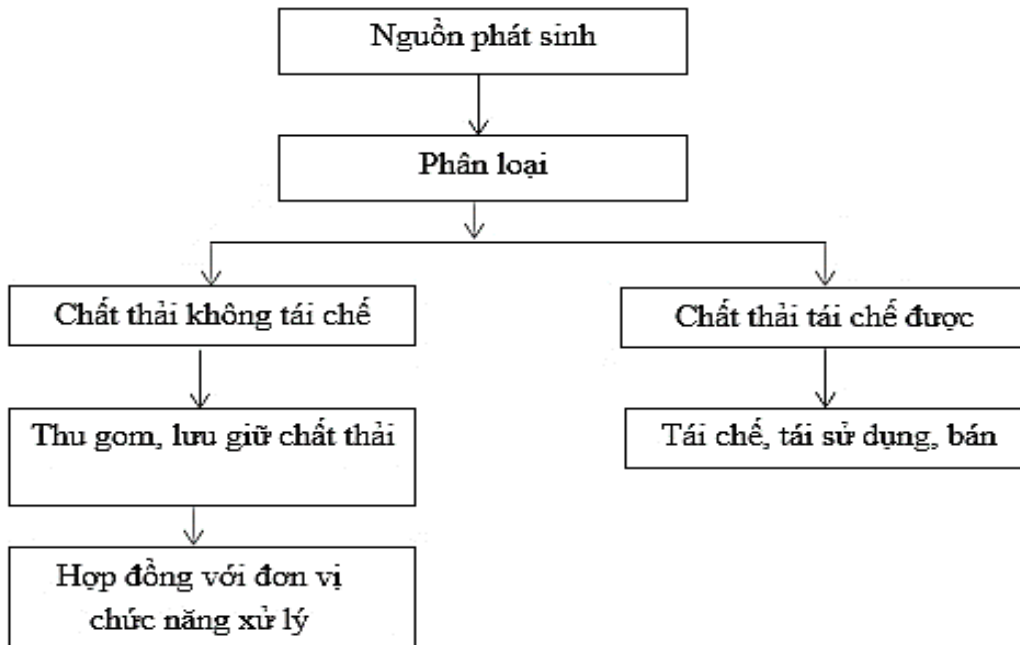 Nguồn phát sinh
Phân loại
Chất thải không tái chế
Chất thải tái chế được
Thu gom, lưu giữ chất thải
Tái chế, tái sử dụng, bán
Hợp đồng với đơn vị
chức năng xử lý